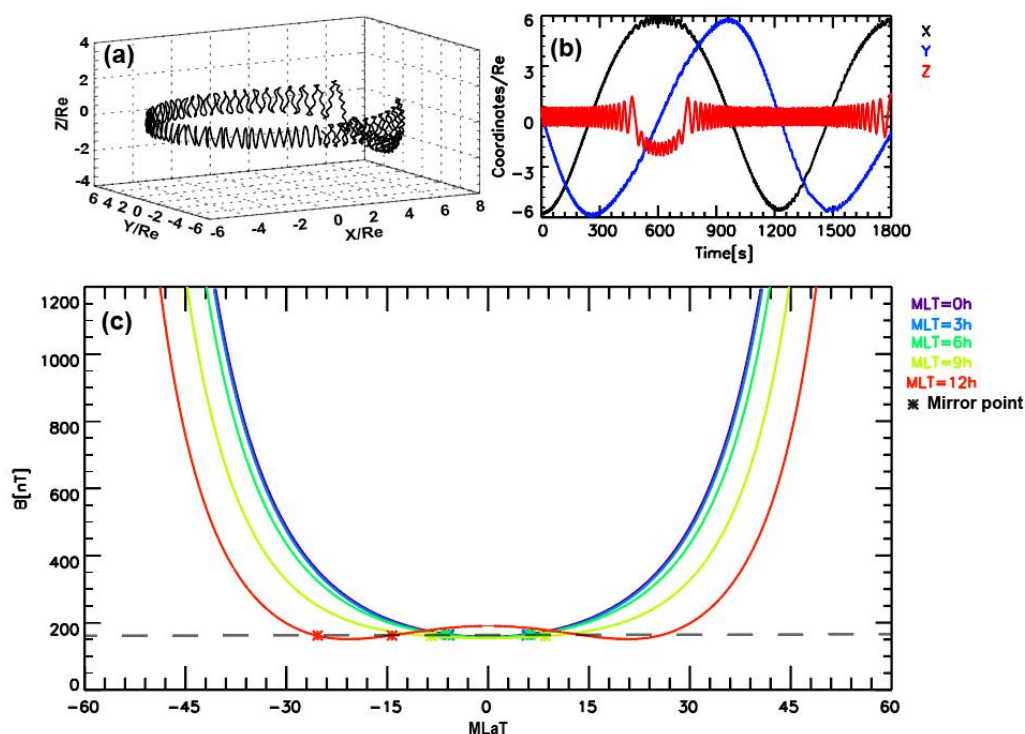 (a)
Z/Re
4
2
0
-2
-4
6 4 2 0 -2 -4 -6
Y/Re
-6 -4 -2 0 2 4 6 8
X/Re
(b)
Coordinates/Re
6
3
0
-3
-6
0 300 600 900 1200 1500 1800
Time[s]
X
Y
Z
(c)
B[nT]
1200
1000
800
600
400
200
0
-60 -45 -30 -15 0 15 30 45 60
MLaT
MLT=0h
MLT=3h
MLT=6h
MLT=9h
MLT=12h
Mirror point